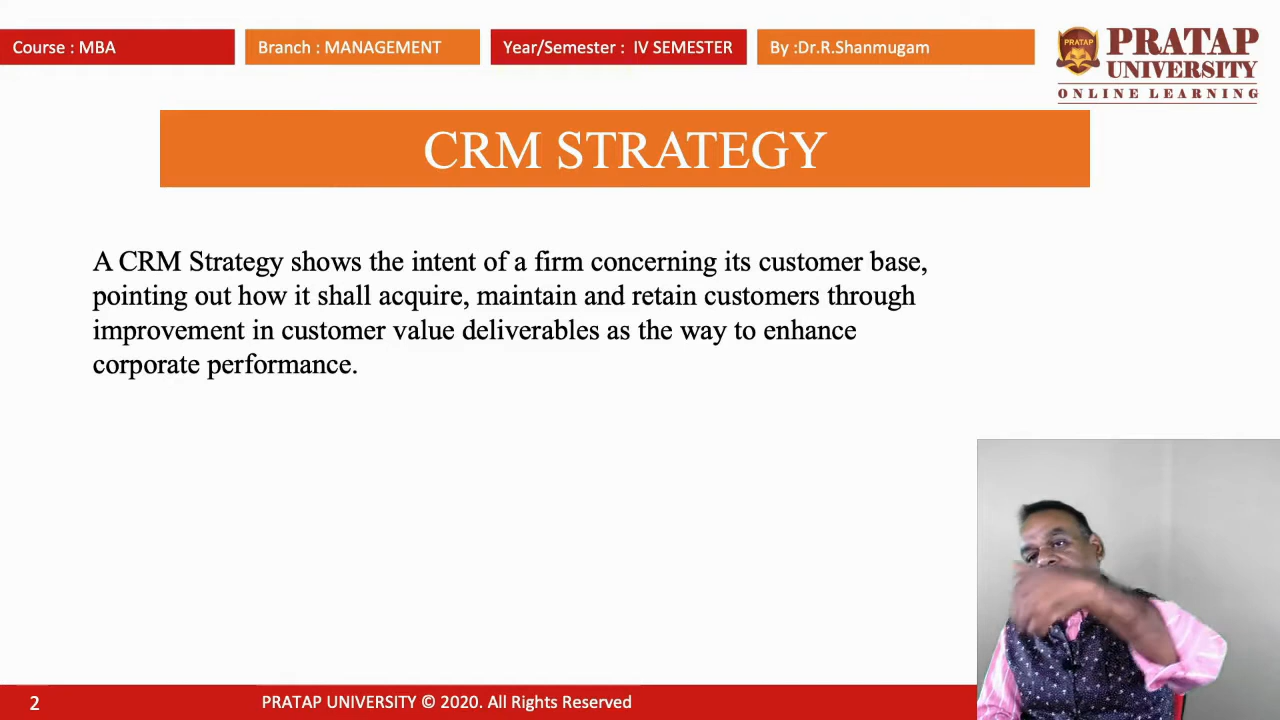 Course : MBA
Branch : MANAGEMENT
Year/Semester : IV SEMESTER
By :Dr.R.Shanmugam
PRATAP
PRATAP
UNIVERSITY
ONLINE LEARNING
CRM STRATEGY
A CRM Strategy shows the intent of a firm concerning its customer base,
pointing out how it shall acquire, maintain and retain customers through
improvement in customer value deliverables as the way to enhance
corporate performance.
2
PRATAP UNIVERSITY © 2020. All Rights Reserved